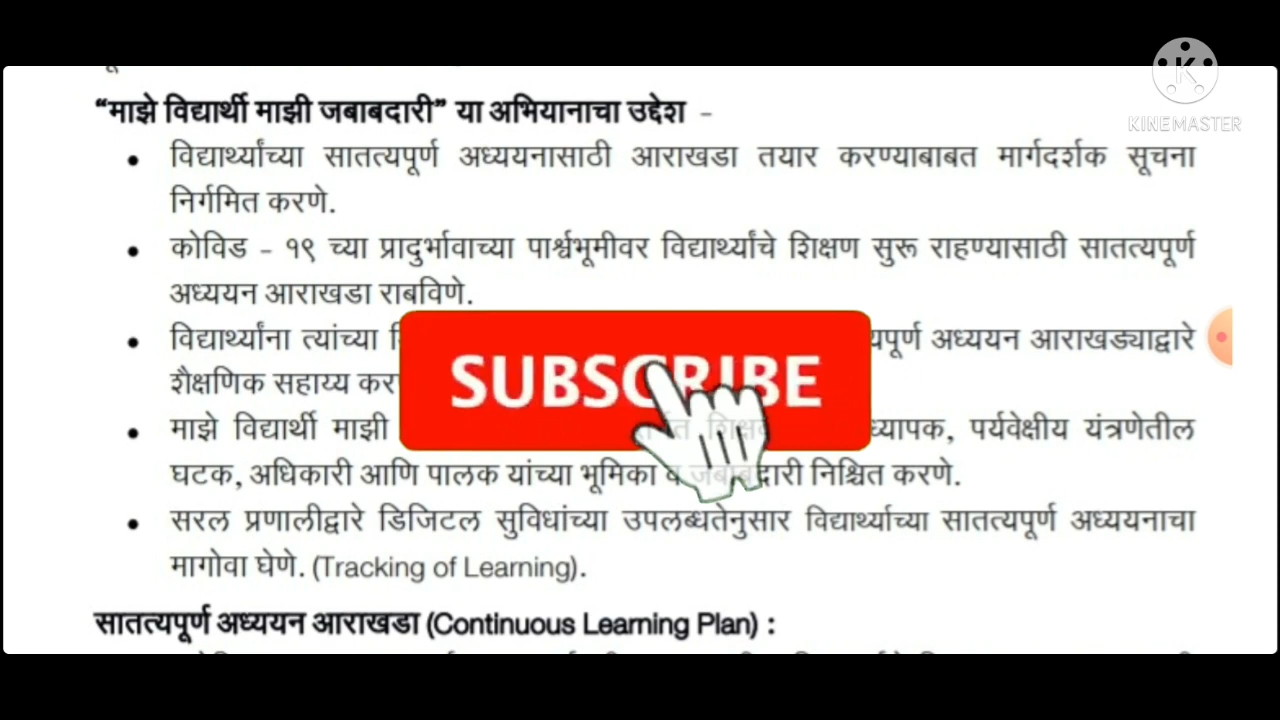 KINEMASTER
“माझे विद्यार्थी माझी जबाबदारी” या अभियानाचा उद्देश -
• विद्यार्थ्यांच्या सातत्यपूर्ण अध्ययनासाठी आराखडा तयार करण्याबाबत मार्गदर्शक सूचना
निर्गमित करणे.
• कोविड - १९ च्या प्रादुर्भावाच्या पार्श्वभूमीवर विद्यार्थ्यांचे शिक्षण सुरू राहण्यासाठी सातत्यपूर्ण
अध्ययन आराखडा राबविणे.
• विद्यार्थ्यांना त्यांच्या अध्ययन आराखड्याद्वारे
शैक्षणिक सहाय्य
SUBSCRIBE
• माझे विद्यार्थी माझी पर्यवेक्षीय यंत्रणेतील
घटक, अधिकारी आणि पालक यांच्या भूमिका व जबाबदारी निश्चित करणे.
• सरल प्रणालीद्वारे डिजिटल सुविधांच्या उपलब्धतेनुसार विद्यार्थ्याच्या सातत्यपूर्ण अध्ययनाचा
मागोवा घेणे. (Tracking of Learning).
सातत्यपूर्ण अध्ययन आराखडा (Continuous Learning Plan) :